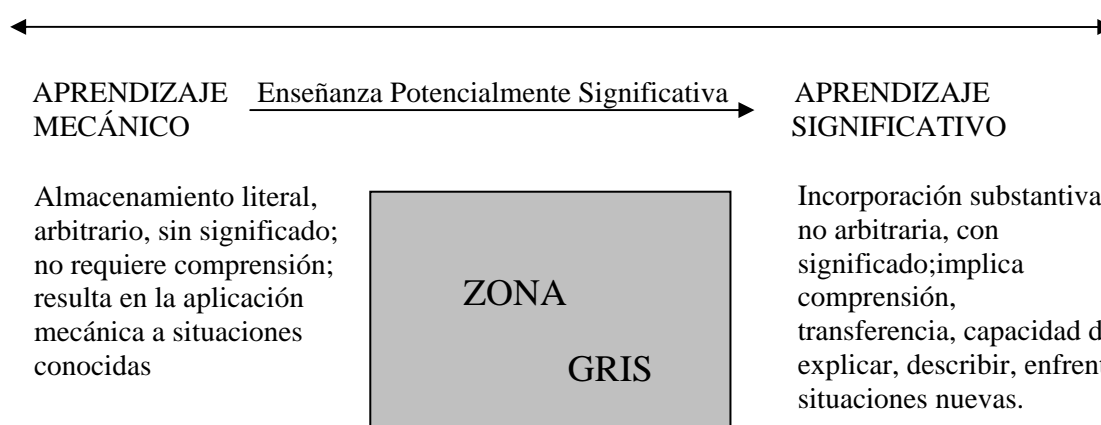 APRENDIZAJE
MECÁNICO
Enseñanza Potencialmente Significativa
APRENDIZAJE
SIGNIFICATIVO
Almacenamiento literal,
arbitrario, sin significado;
no requiere comprensión;
resulta en la aplicación
mecánica a situaciones
conocidas
ZONA
GRIS
Incorporación substantiva
no arbitraria, con
significado;implica
comprensión,
transferencia, capacidad
explicar, describir,
situaciones nuevas.